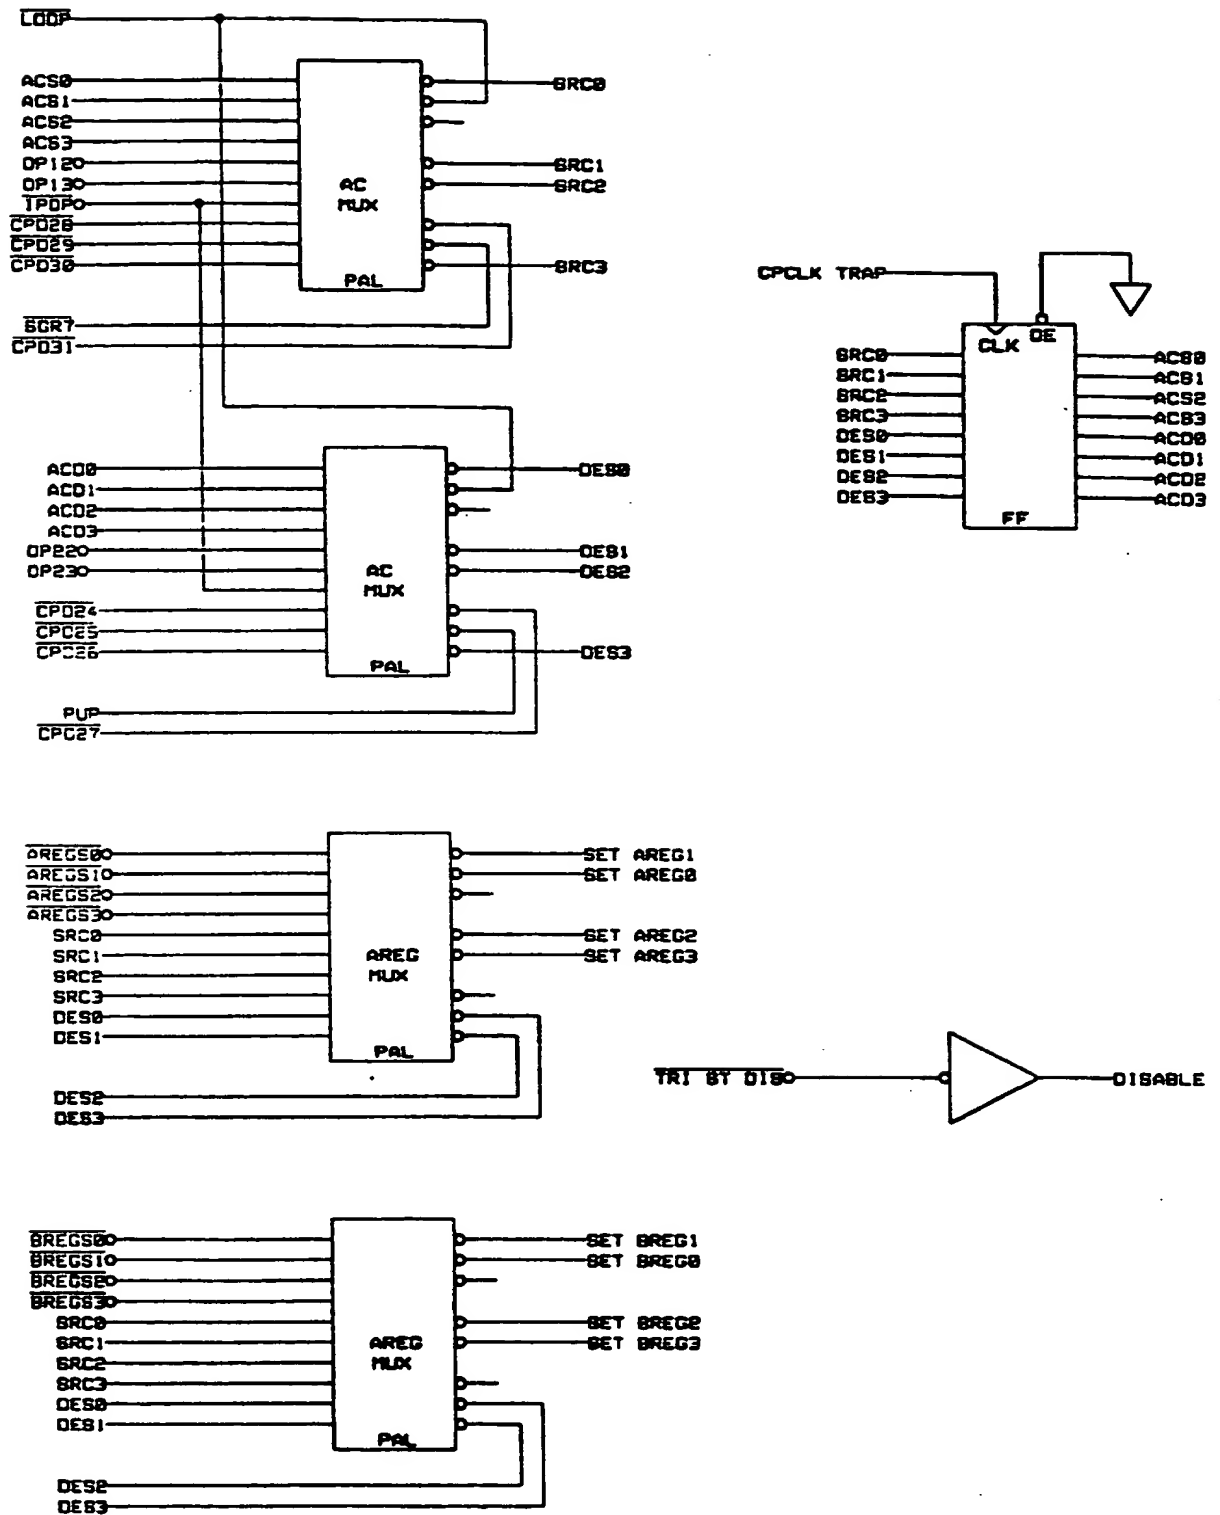 LOOP
ACS0
ACS1
ACS2
ACS3
OP12
OP13
IPOP
CPD28
CPD29
CPD30
AC
MUX
PAL
SRC0
SRC1
SRC2
SRC3
SCR7
CPD31
CPCLK TRAP
CLK
OE
SRC0
SRC1
SRC2
SRC3
DES0
DES1
DES2
DES3
FF
ACS0
ACS1
ACS2
ACS3
ACD0
ACD1
ACD2
ACD3
ACD0
ACD1
ACD2
ACD3
OP22
OP23
CPD24
CPD25
CPD26
AC
MUX
PAL
DES0
DES1
DES2
DES3
PUP
CPD27
AREGS0
AREGS1
AREGS2
AREGS3
SRC0
SRC1
SRC2
SRC3
DES0
DES1
AREG
MUX
PAL
SET AREG1
SET AREG0
SET AREG2
SET AREG3
DES2
DES3
TRI ST DIS
DISABLE
BREGS0
BREGS1
BREGS2
BREGS3
SRC0
SRC1
SRC2
SRC3
DES0
DES1
AREG
MUX
PAL
SET BREG1
SET BREG0
SET BREG2
SET BREG3
DES2
DES3